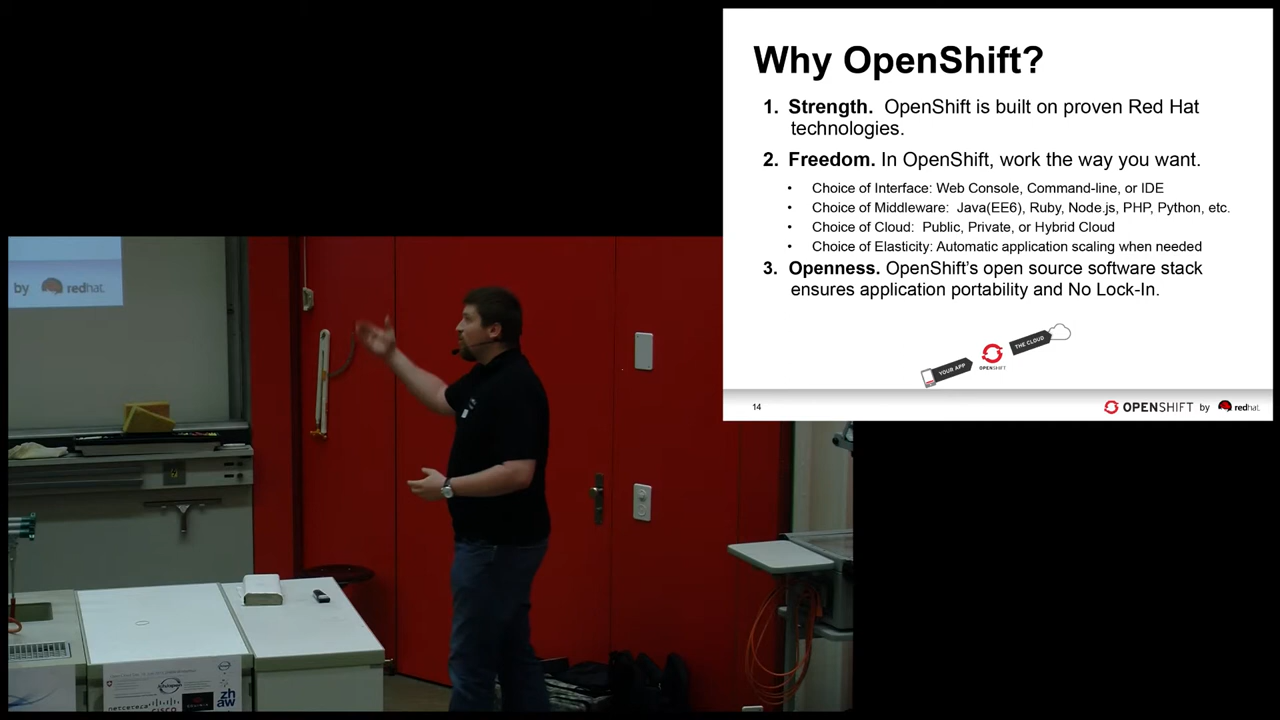 Why OpenShift?
1. Strength. OpenShift is built on proven Red Hat
technologies.
2. Freedom. In OpenShift, work the way you want.
• Choice of Interface: Web Console, Command-line, or IDE
• Choice of Middleware: Java(EE6), Ruby, Node.js, PHP, Python, etc.
• Choice of Cloud: Public, Private, or Hybrid Cloud
• Choice of Elasticity: Automatic application scaling when needed
3. Openness. OpenShift's open source software stack
ensures application portability and No Lock-In.
YOUR APP
OPENSHIFT
THE CLOUD
14
OPENSHIFT by redhat.
by redhat.
netcetera
CISCO
zh
aw